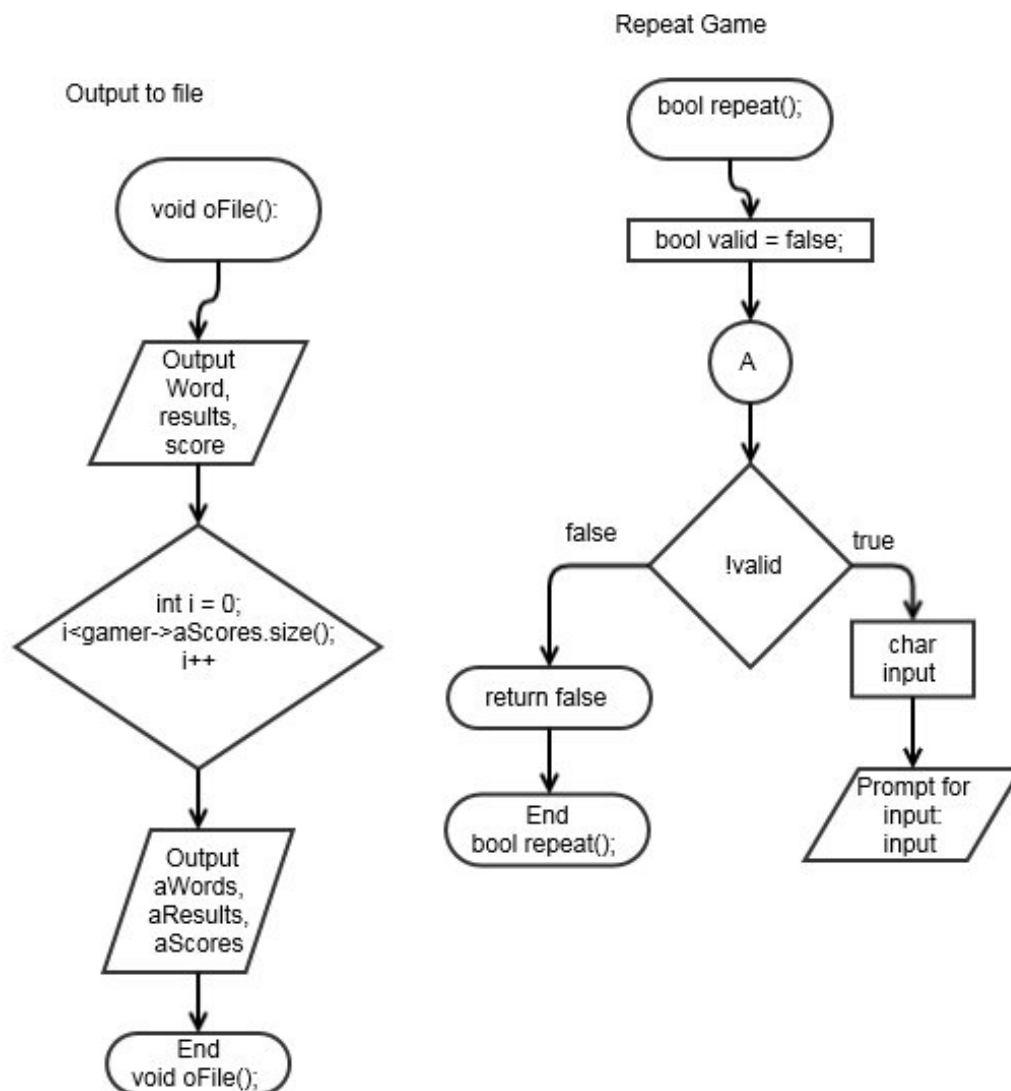 Output to file
void oFile():
Output
Word,
results,
score
int i = 0;
i<gamer->aScores.size();
i++
Output
aWords,
aResults,
aScores
End
void oFile();
Repeat Game
bool repeat();
bool valid = false;
A
!valid
false
true
return false
End
bool repeat();
char
input
Prompt for
input:
input